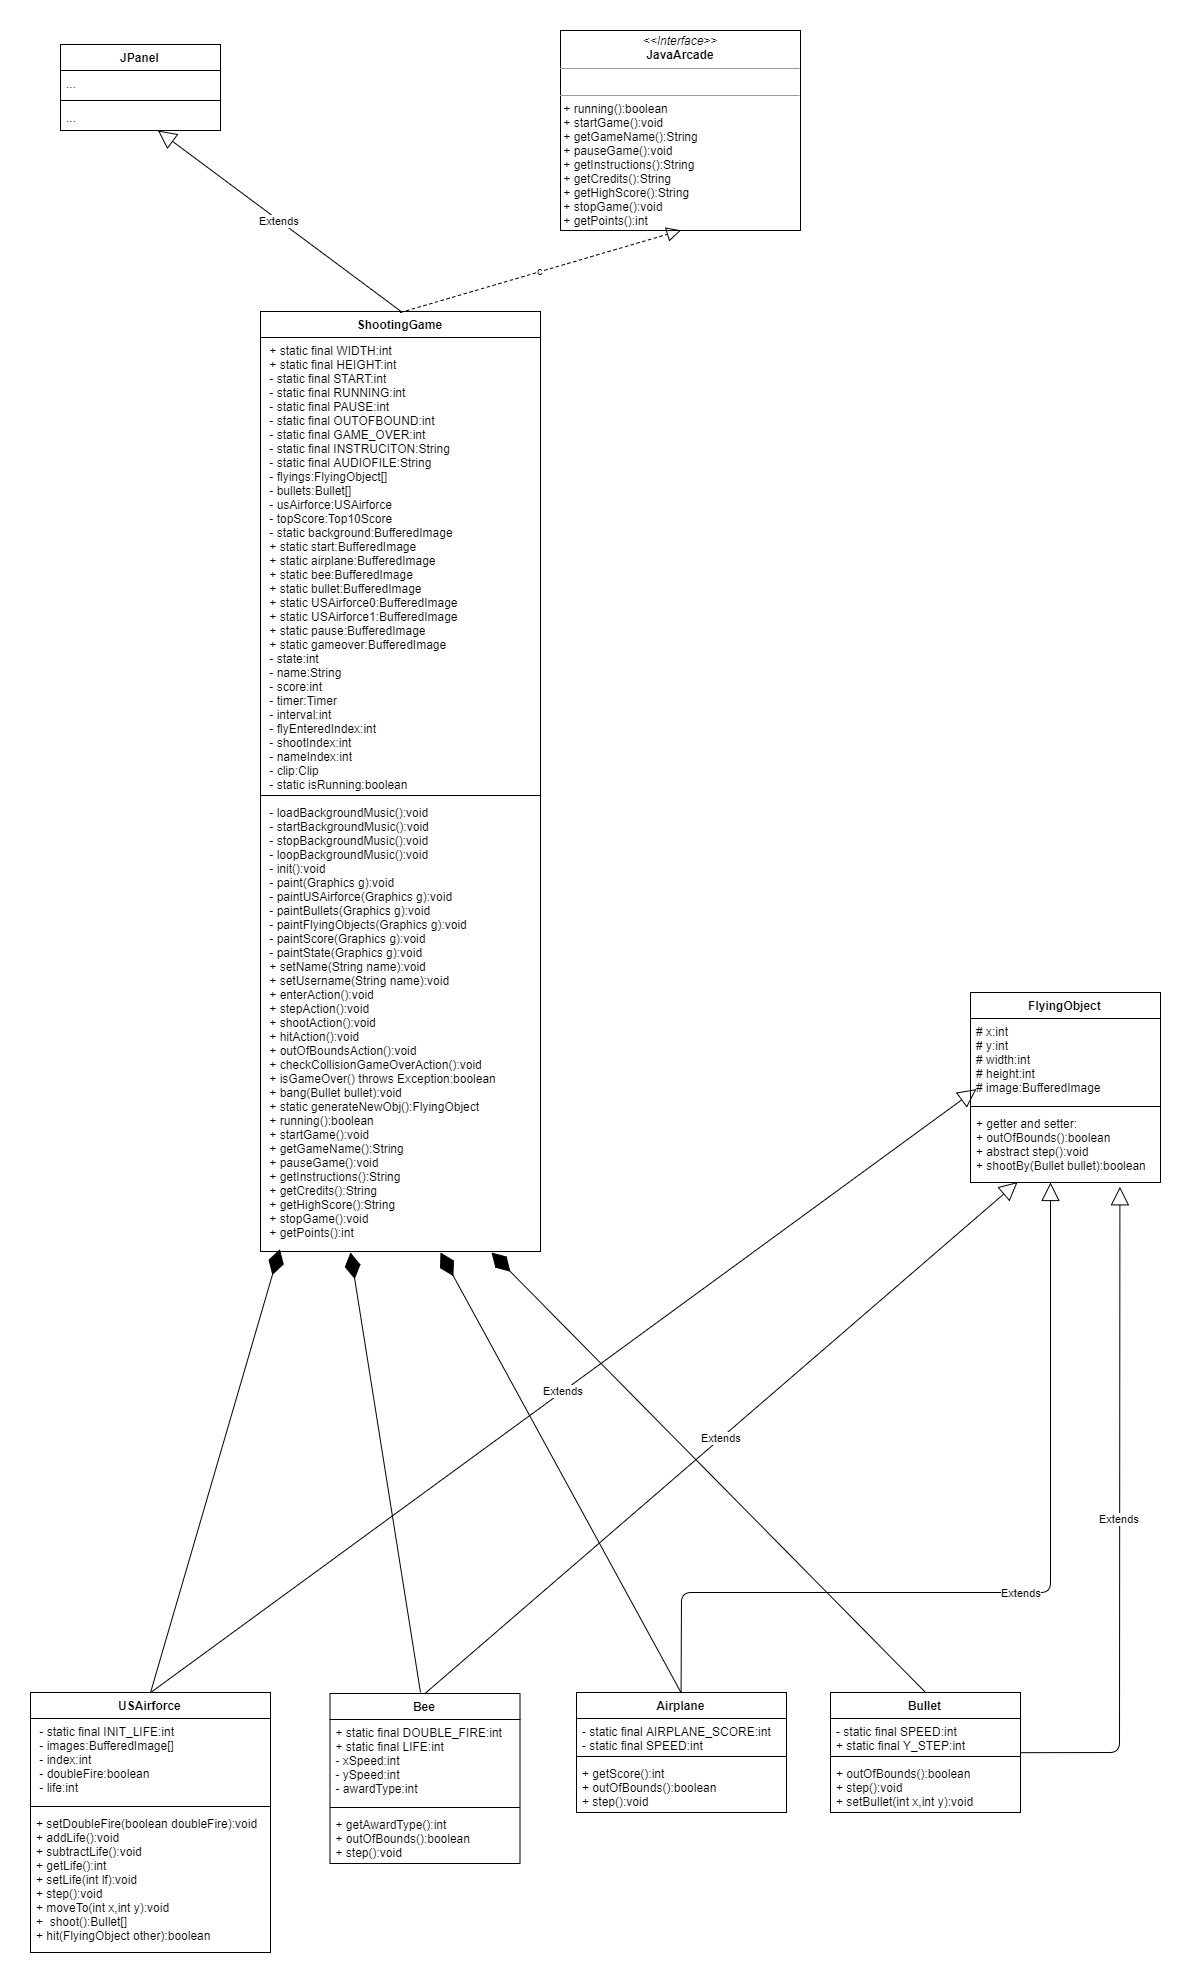 JPanel
...
...
<<Interface>>
JavaArcade
+ running():boolean
+ startGame():void
+ getGameName():String
+ pauseGame():void
+ getInstructions():String
+ getCredits():String
+ getHighScore():String
+ stopGame():void
+ getPoints():int
Extends
c
ShootingGame
+ static final WIDTH:int
+ static final HEIGHT:int
- static final START:int
- static final RUNNING:int
- static final PAUSE:int
- static final OUTOFBOUND:int
- static final GAME_OVER:int
- static final INSTRUCITON:String
- static final AUDIOFILE:String
- flyings:FlyingObject[]
- bullets:Bullet[]
- usAirforce:USAirforce
- topScore:Top10Score
- static background:BufferedImage
+ static start:BufferedImage
+ static airplane:BufferedImage
+ static bee:BufferedImage
+ static bullet:BufferedImage
+ static USAirforce0:BufferedImage
+ static USAirforce1:BufferedImage
+ static pause:BufferedImage
+ static gameover:BufferedImage
- state:int
- name:String
- score:int
- timer:Timer
- interval:int
- flyEnteredIndex:int
- shootIndex:int
- nameIndex:int
- clip:Clip
- static isRunning:boolean
- loadBackgroundMusic():void
- startBackgroundMusic():void
- stopBackgroundMusic():void
- loopBackgroundMusic():void
- init():void
- paint(Graphics g):void
- paintUSAirforce(Graphics g):void
- paintBullets(Graphics g):void
- paintFlyingObjects(Graphics g):void
- paintScore(Graphics g):void
- paintState(Graphics g):void
+ setName(String name):void
+ setUsername(String name):void
+ enterAction():void
+ stepAction():void
+ shootAction():void
+ hitAction():void
+ outOfBoundsAction():void
+ checkCollisionGameOverAction():void
+ isGameOver() throws Exception:boolean
+ bang(Bullet bullet):void
+ static generateNewObj():FlyingObject
+ running():boolean
+ startGame():void
+ getGameName():String
+ pauseGame():void
+ getInstructions():String
+ getCredits():String
+ getHighScore():String
+ stopGame():void
+ getPoints():int
FlyingObject
# x:int
# y:int
# width:int
# height:int
# image:BufferedImage
+ getter and setter:
+ outOfBounds():boolean
+ abstract step():void
+ shootBy(Bullet bullet):boolean
Extends
Extends
Extends
Extends
USAirforce
- static final INIT_LIFE:int
- images:BufferedImage[]
- index:int
- doubleFire:boolean
- life:int
+ setDoubleFire(boolean doubleFire):void
+ addLife():void
+ subtractLife():void
+ getLife():int
+ setLife(int lf):void
+ step():void
+ moveTo(int x,int y):void
+  shoot():Bullet[]
+ hit(FlyingObject other):boolean
Bee
+ static final DOUBLE_FIRE:int
+ static final LIFE:int
- xSpeed:int
- ySpeed:int
- awardType:int
+ getAwardType():int
+ outOfBounds():boolean
+ step():void
Airplane
- static final AIRPLANE_SCORE:int
- static final SPEED:int
+ getScore():int
+ outOfBounds():boolean
+ step():void
Bullet
- static final SPEED:int
+ static final Y_STEP:int
+ outOfBounds():boolean
+ step():void
+ setBullet(int x,int y):void